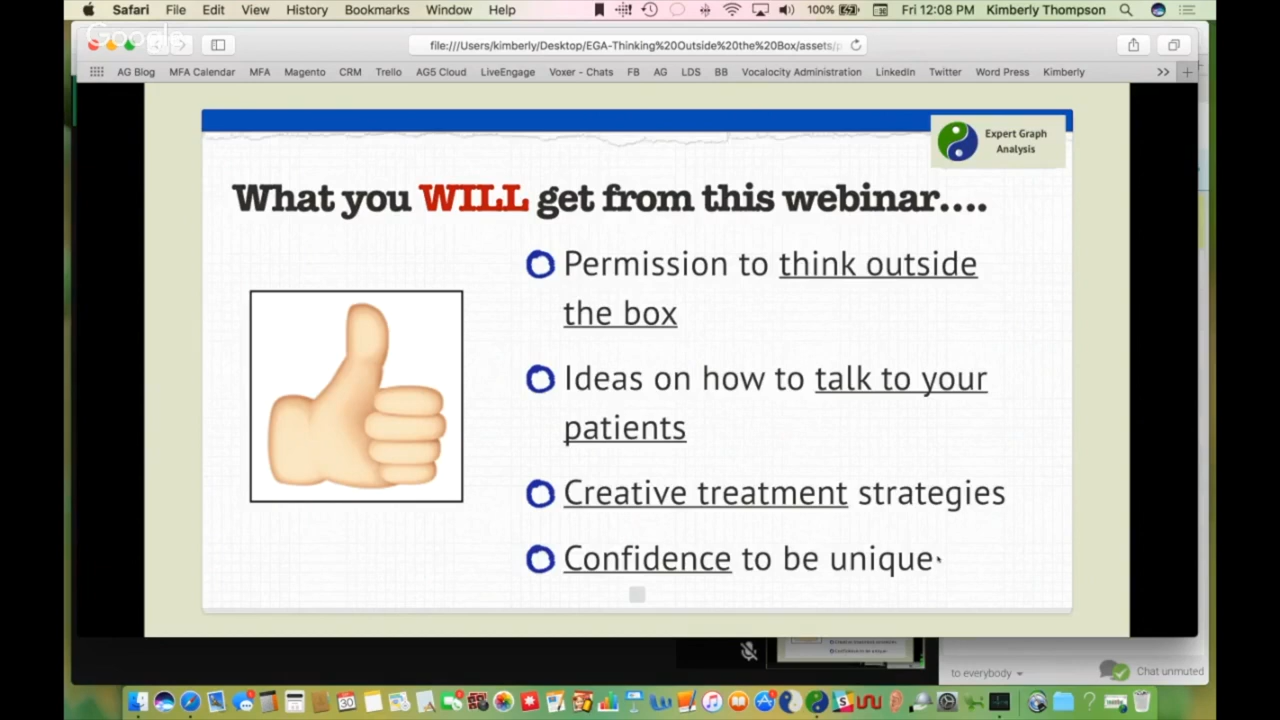 Safari File Edit View History Bookmarks Window Help 100% Fri 12:08 PM Kimberly Thompson
Google
file:///Users/kimberly/Desktop/EGA-Thinking%20Outside%20the%20Box/assets/
AG Blog MFA Calendar MFA Magento CRM Trello AG5 Cloud LiveEngage Voxer - Chats FB AG LDS BB Vocalocity Administration LinkedIn Twitter Word Press Kimberly >> +
Expert Graph
Analysis
What you WILL get from this webinar....
Permission to think outside
the box
Ideas on how to talk to your
patients
Creative treatment strategies
Confidence to be unique
to everybody
Chat unmuted
30